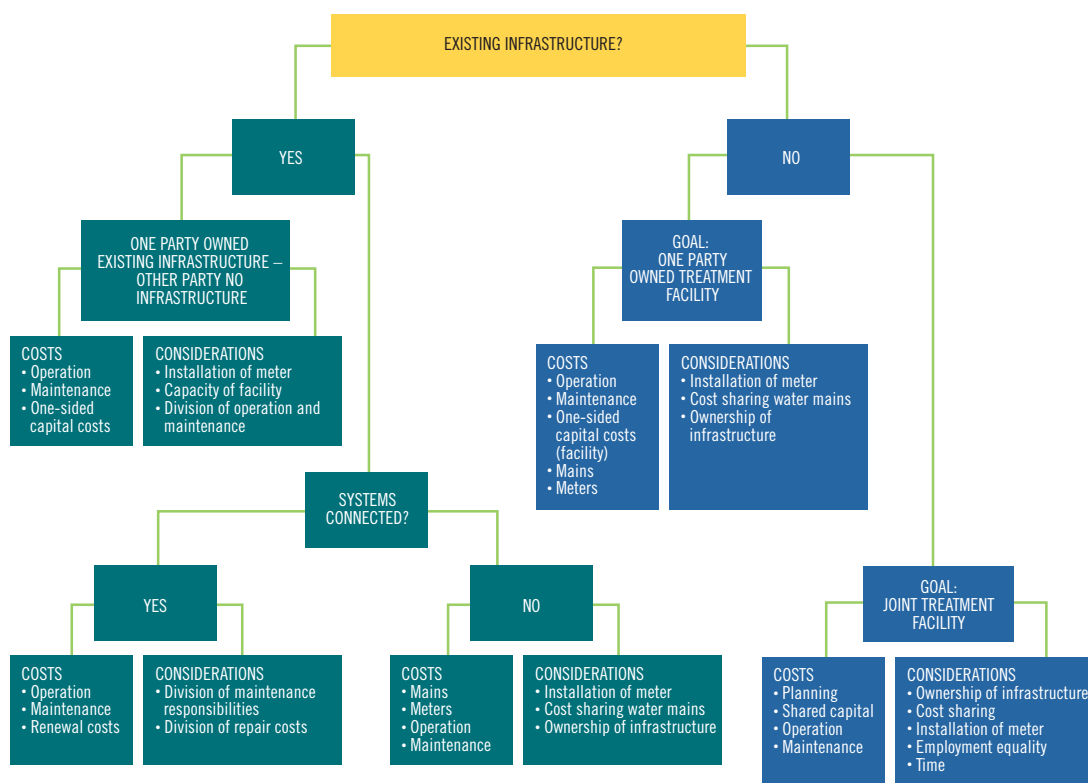 EXISTING INFRASTRUCTURE?
YES
NO
ONE PARTY OWNED
EXISTING INFRASTRUCTURE –
OTHER PARTY NO
INFRASTRUCTURE
GOAL:
ONE PARTY
OWNED TREATMENT
FACILITY
COSTS
• Operation
• Maintenance
• One-sided
capital costs
CONSIDERATIONS
• Installation of meter
• Capacity of facility
• Division of operation and
maintenance
COSTS
• Operation
• Maintenance
• One-sided
capital costs
(facility)
• Mains
• Meters
CONSIDERATIONS
• Installation of meter
• Cost sharing water mains
• Ownership of
infrastructure
SYSTEMS
CONNECTED?
YES
NO
GOAL:
JOINT TREATMENT
FACILITY
COSTS
• Operation
• Maintenance
• Renewal costs
CONSIDERATIONS
• Division of maintenance
responsibilities
• Division of repair costs
COSTS
• Mains
• Meters
• Operation
• Maintenance
CONSIDERATIONS
• Installation of meter
• Cost sharing water mains
• Ownership of infrastructure
COSTS
• Planning
• Shared capital
• Operation
• Maintenance
CONSIDERATIONS
• Ownership of infrastructure
• Cost sharing
• Installation of meter
• Employment equality
• Time